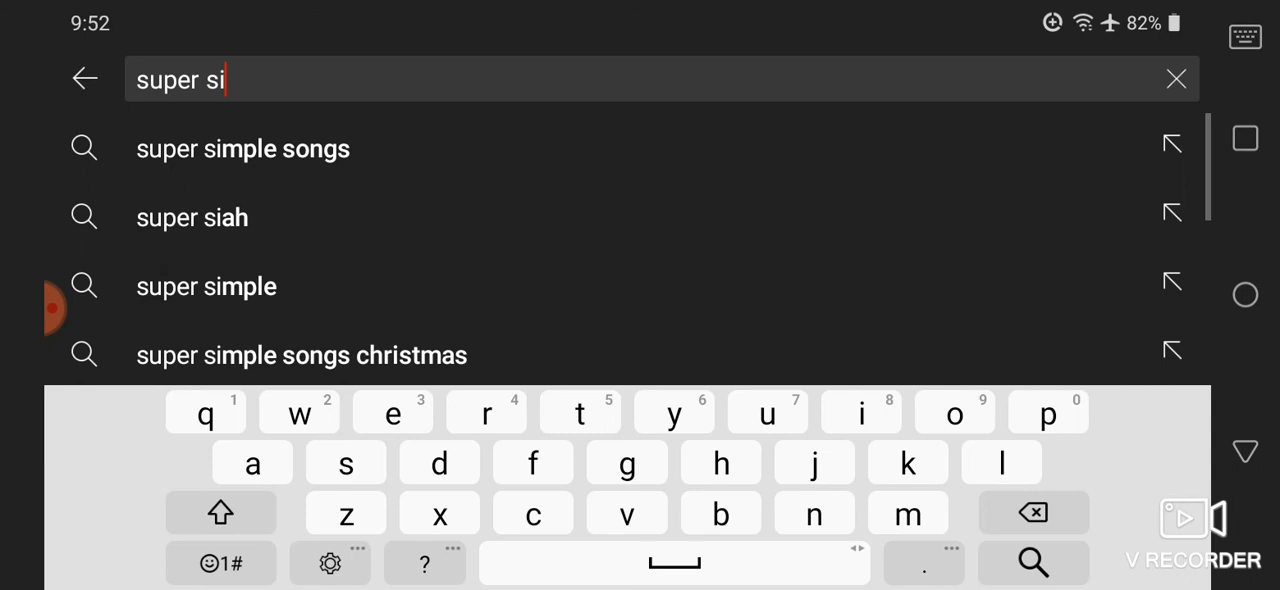 9:52
82%
super si
super simple songs
super siah
super simple
super simple songs christmas
q 1 w 2 e 3 r 4 t 5 y 6 u 7 i 8 o 9 p 0
a s d f g h j k l
z x c v b n m
1# ? .
V RECORDER